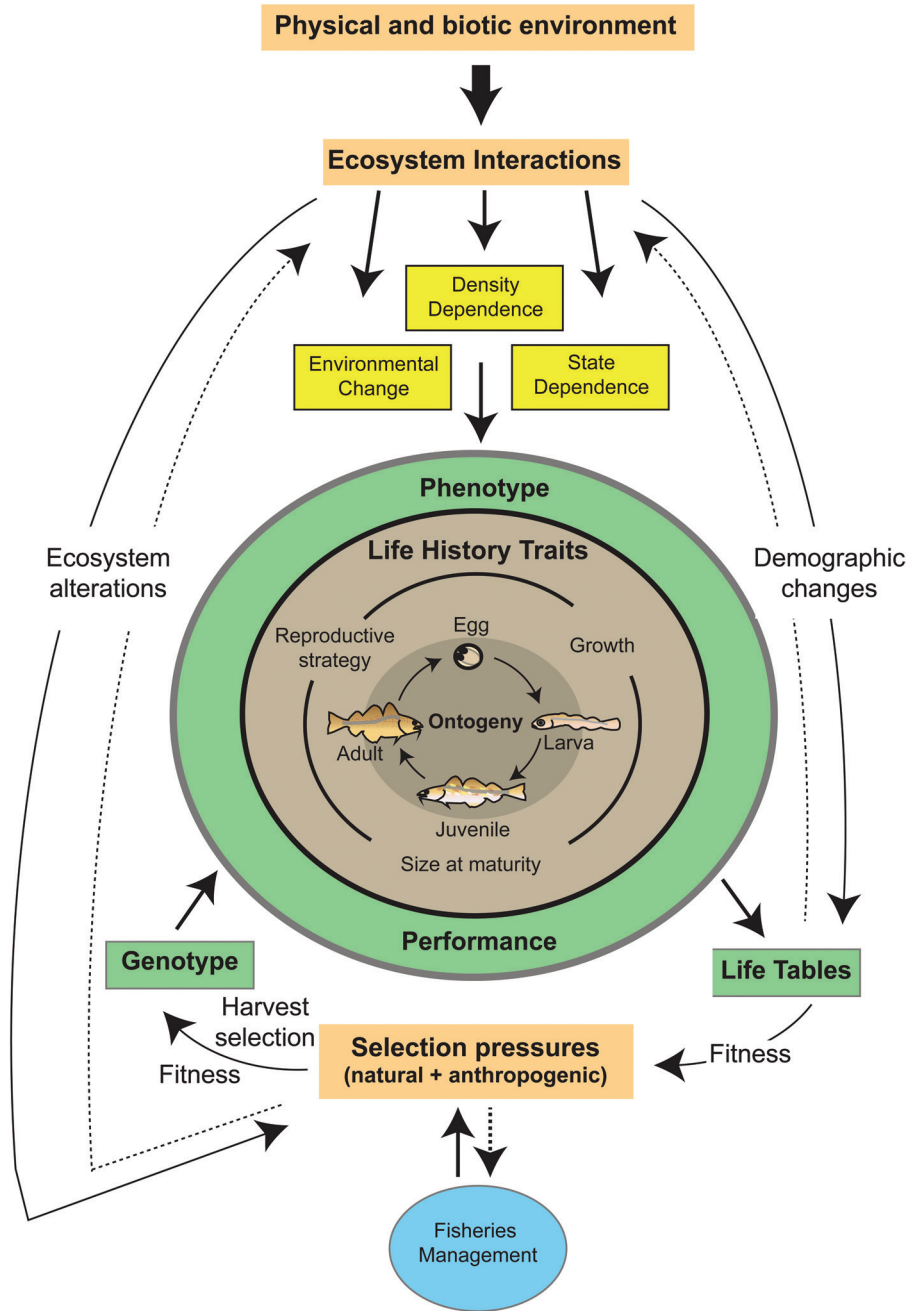 Physical and biotic environment
Ecosystem Interactions
Density
Dependence
Environmental
Change
State
Dependence
Phenotype
Life History Traits
Ecosystem
alterations
Demographic
changes
Reproductive
strategy
Egg
Growth
Ontogeny
Adult
Larva
Juvenile
Size at maturity
Performance
Genotype
Life Tables
Harvest
selection
Fitness
Selection pressures
(natural + anthropogenic)
Fitness
Fisheries
Management